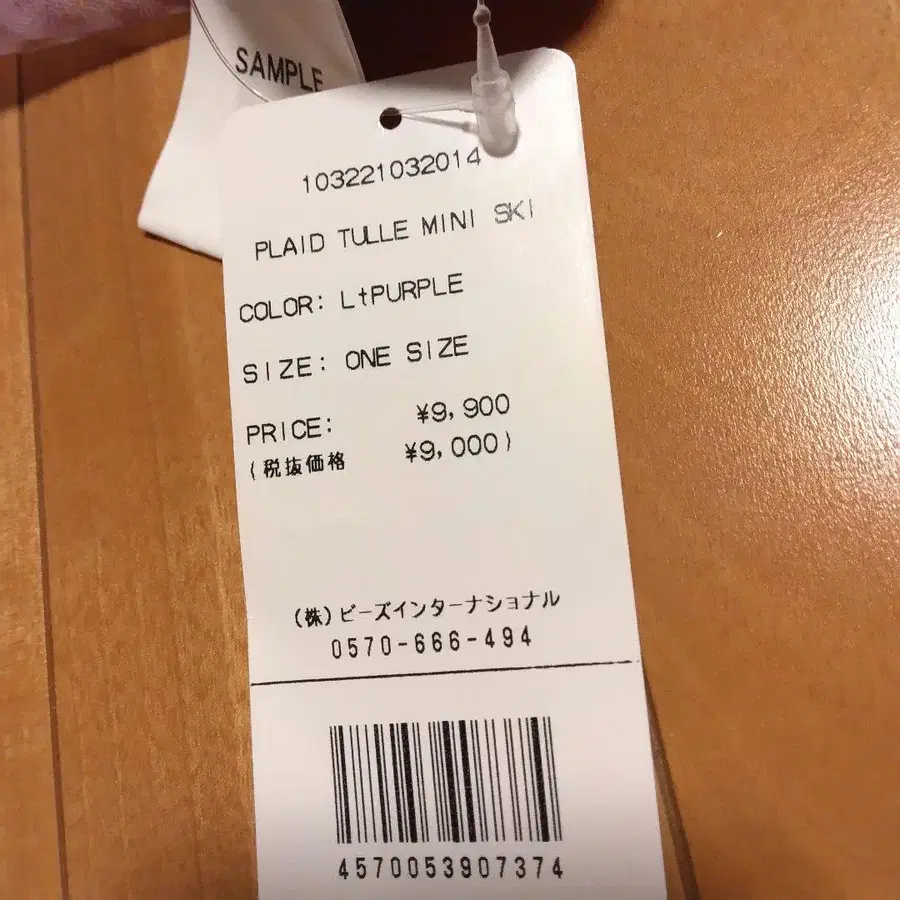 SAMPLE
103221032014
PLAID TULLE MINI SKI
COLOR: LtPURPLE
SIZE: ONE SIZE
PRICE: ¥9,900
(税抜価格 ¥9,000)
(株)ビーズインターナショナル
0570-666-494
4570053907374